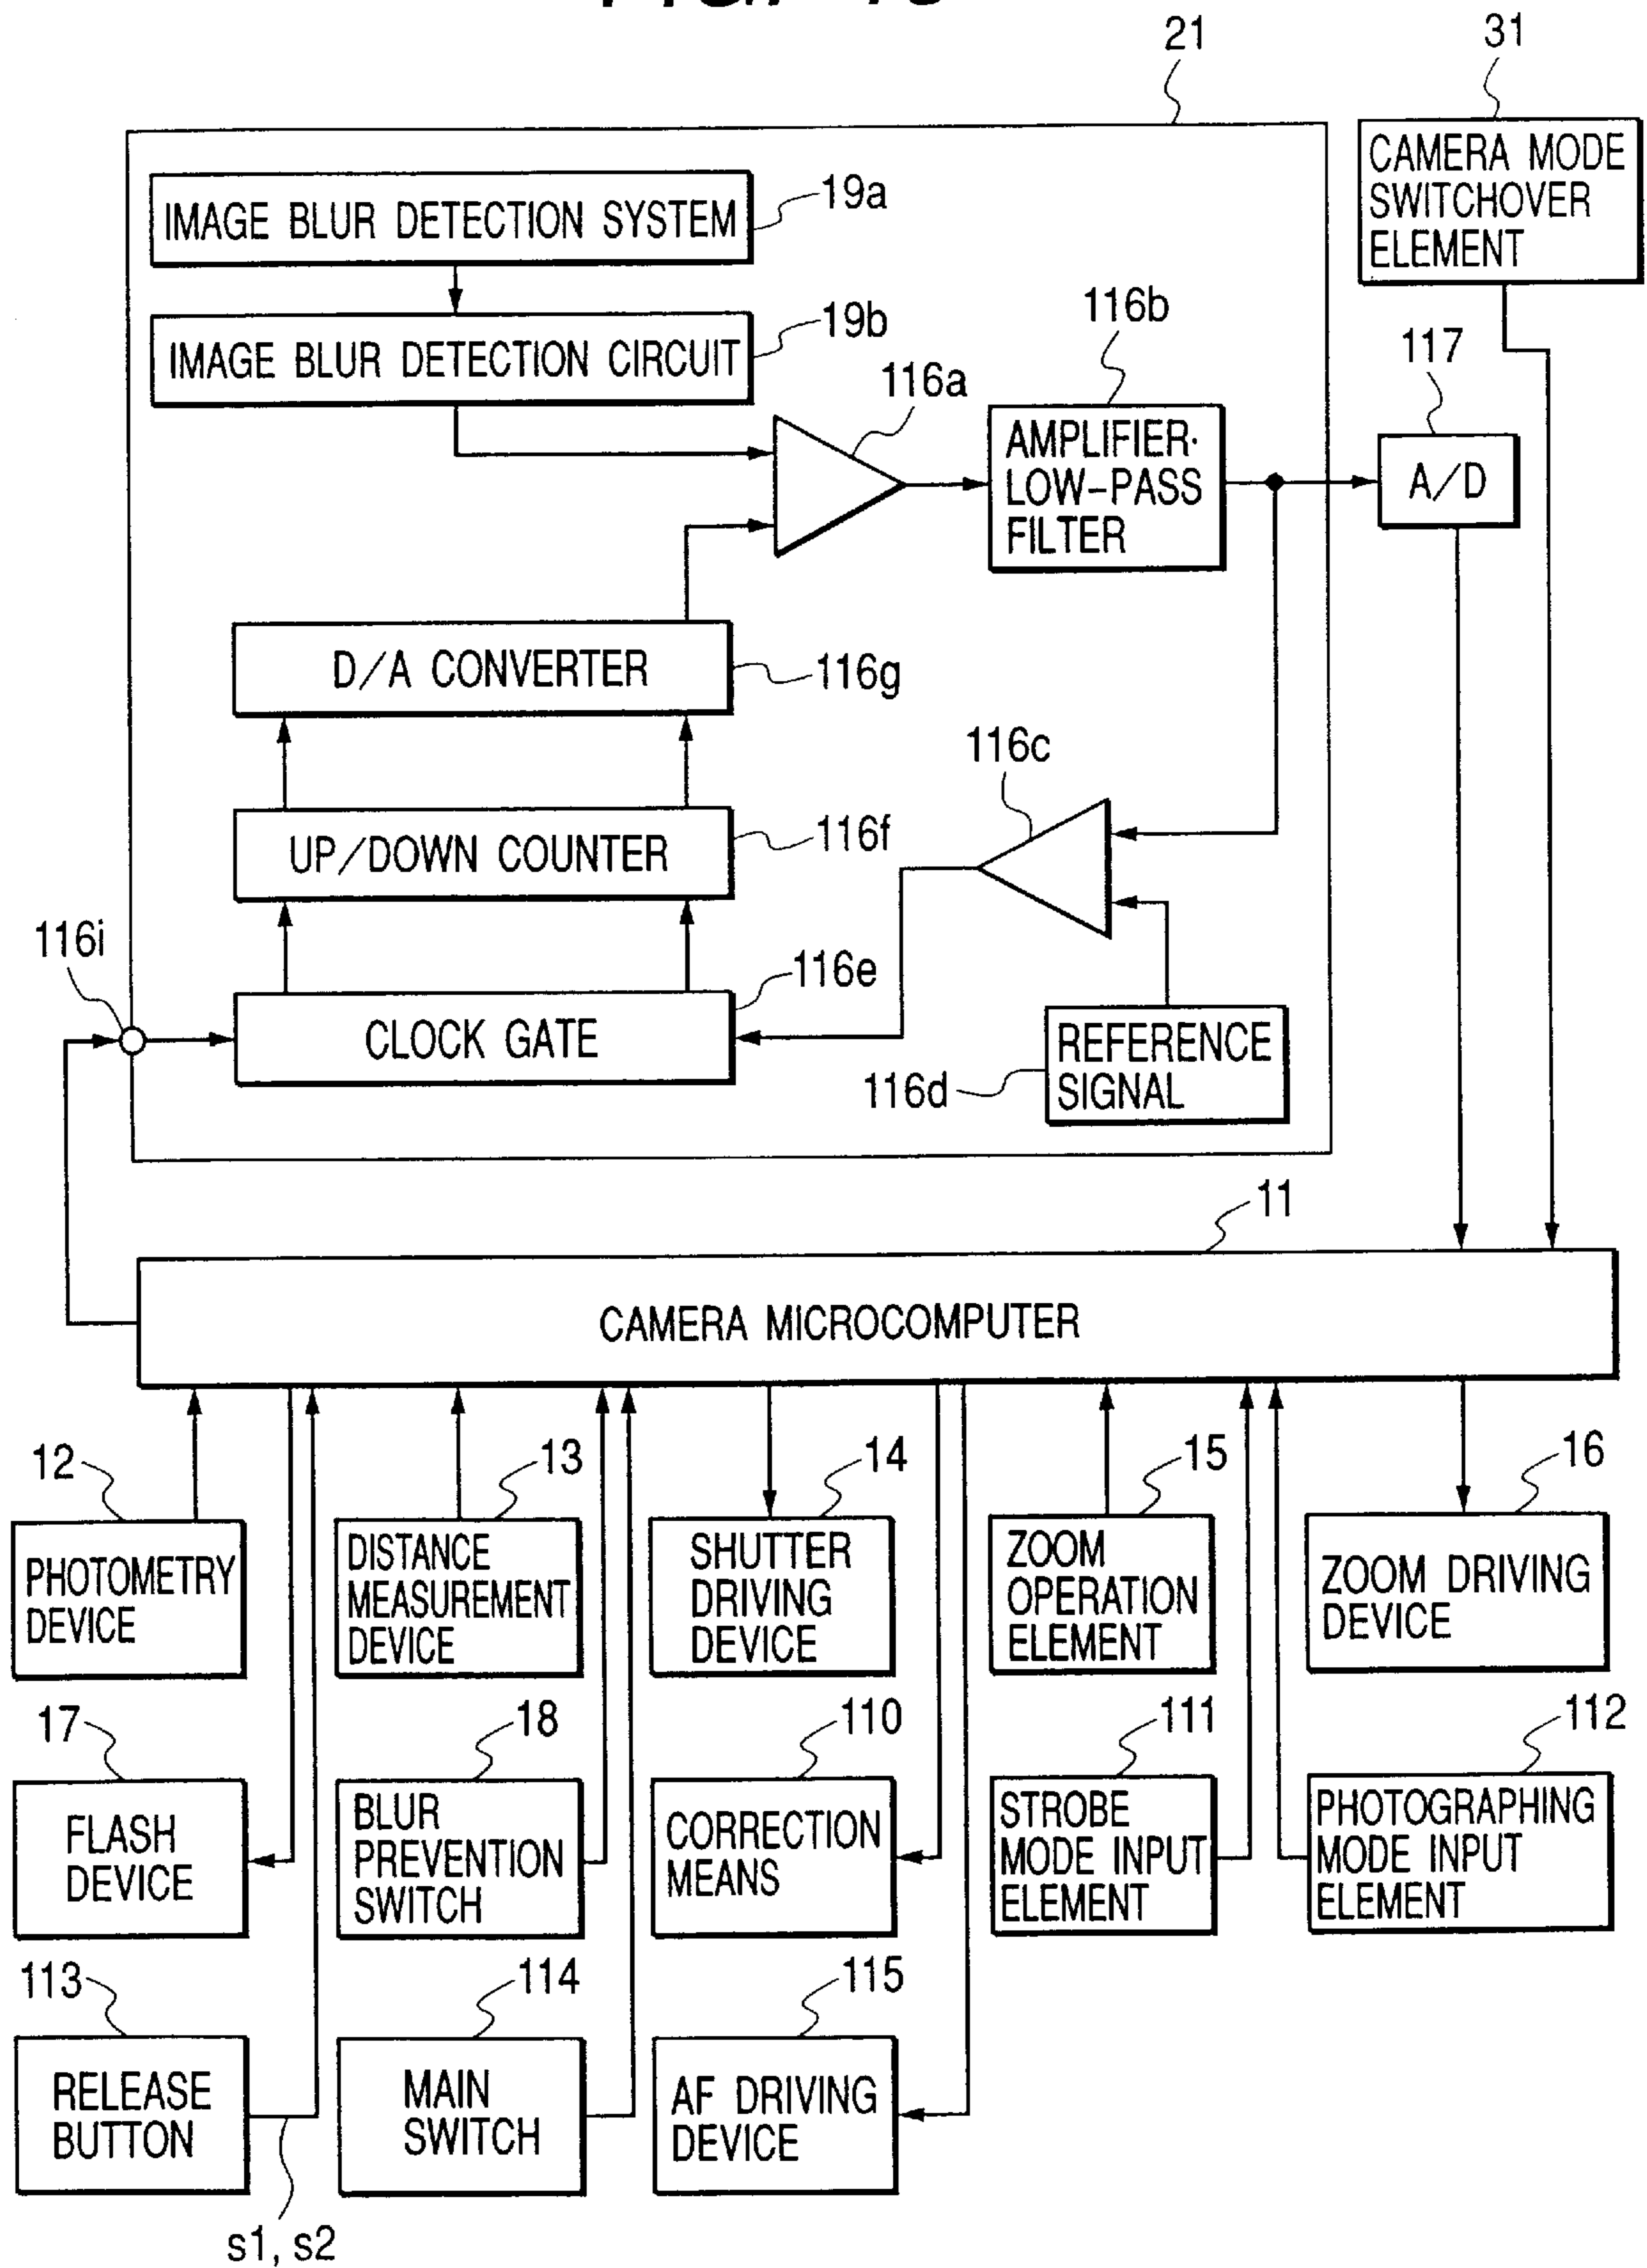 21
31
CAMERA MODE
SWITCHOVER
ELEMENT
IMAGE BLUR DETECTION SYSTEM
19a
IMAGE BLUR DETECTION CIRCUIT
19b
116a
116b
AMPLIFIER·
LOW-PASS
FILTER
117
A/D
D/A CONVERTER
116g
116c
UP/DOWN COUNTER
116f
116i
116e
CLOCK GATE
REFERENCE
SIGNAL
116d
11
CAMERA MICROCOMPUTER
12
PHOTOMETRY
DEVICE
13
DISTANCE
MEASUREMENT
DEVICE
14
SHUTTER
DRIVING
DEVICE
15
ZOOM
OPERATION
ELEMENT
16
ZOOM DRIVING
DEVICE
17
FLASH
DEVICE
18
BLUR
PREVENTION
SWITCH
110
CORRECTION
MEANS
111
STROBE
MODE INPUT
ELEMENT
112
PHOTOGRAPHING
MODE INPUT
ELEMENT
113
RELEASE
BUTTON
114
MAIN
SWITCH
115
AF DRIVING
DEVICE
s1, s2